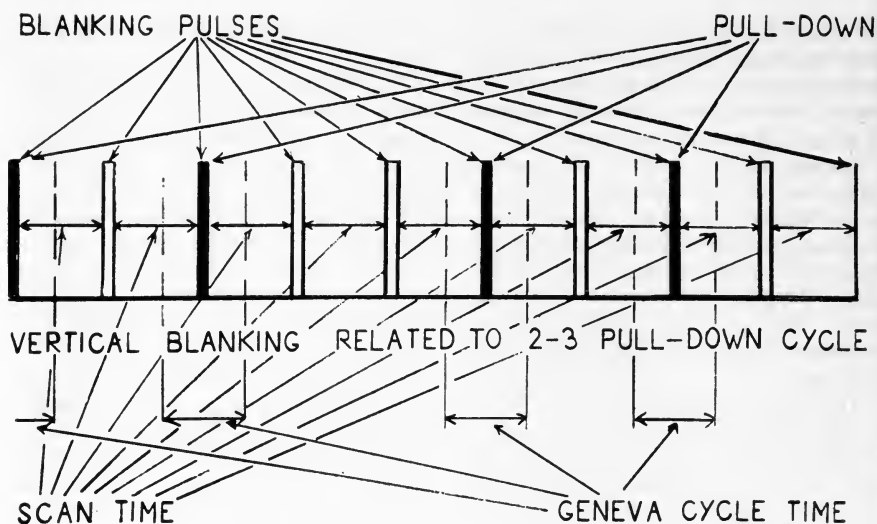 BLANKING PULSES PULL-DOWN
VERTICAL BLANKING RELATED TO 2-3 PULL-DOWN CYCLE
SCAN TIME GENEVA CYCLE TIME